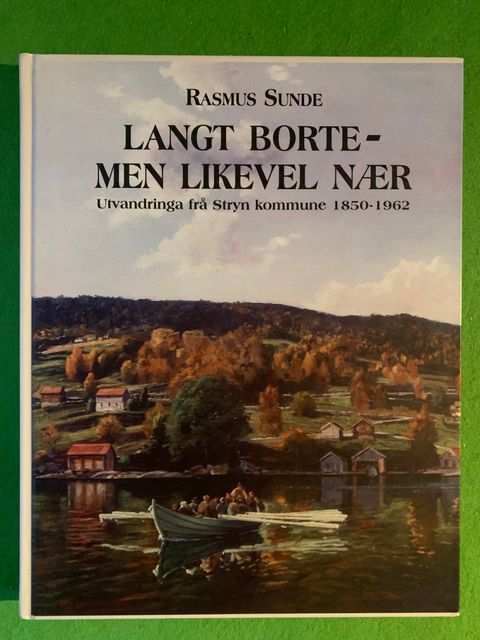 RASMUS SUNDE
LANGT BORTE-
MEN LIKEVEL NÆR
Utvandringa frå Stryn kommune 1850-1962